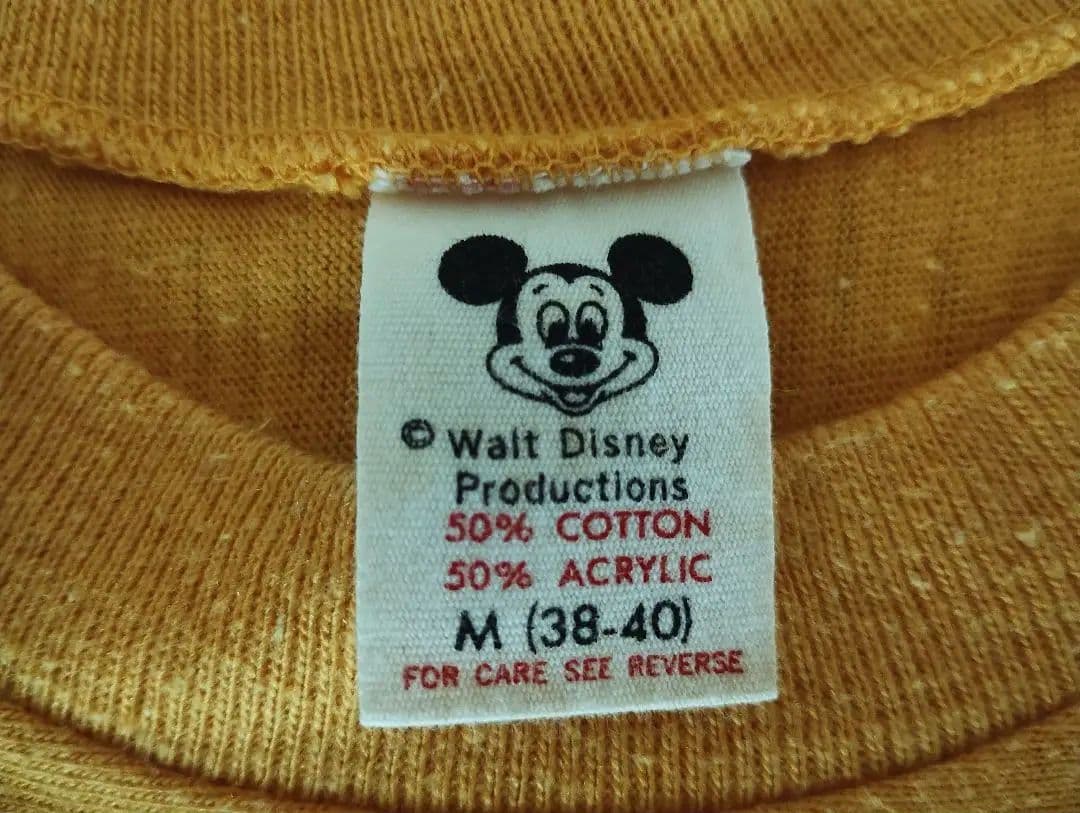 © Walt Disney
Productions
50% COTTON
50% ACRYLIC
M (38-40)
FOR CARE SEE REVERSE